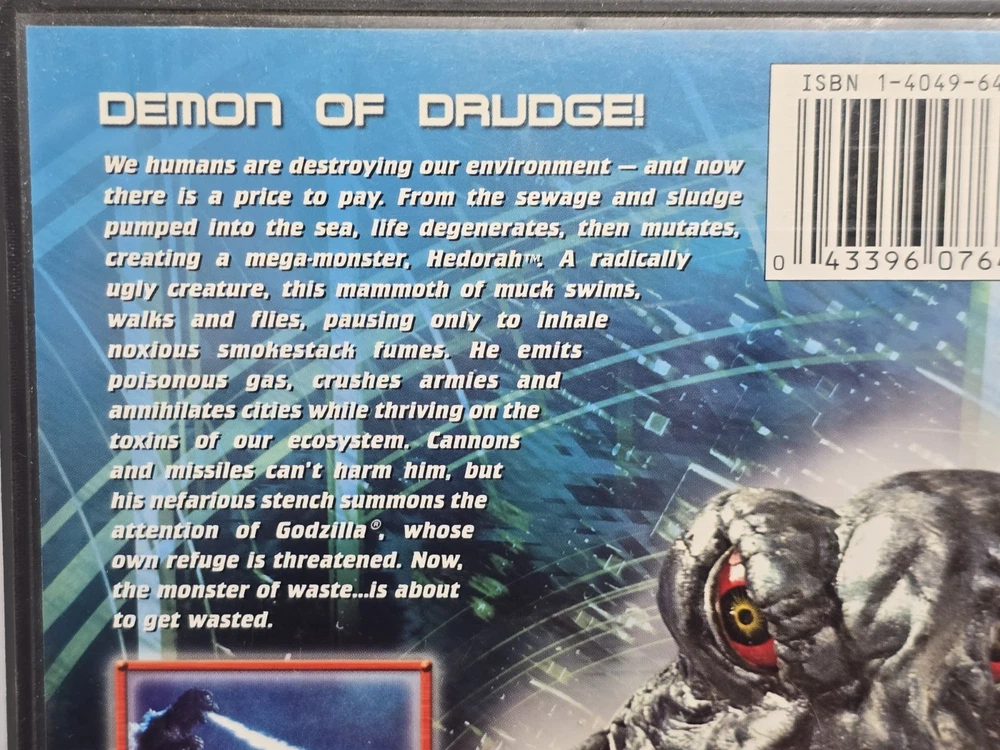 DEMON OF DRUDGE!
We humans are destroying our environment — and now
there is a price to pay. From the sewage and sludge
pumped into the sea, life degenerates, then mutates,
creating a mega-monster, Hedorah™. A radically
ugly creature, this mammoth of muck swims,
walks and flies, pausing only to inhale
noxious smokestack fumes. He emits
poisonous gas, crushes armies and
annihilates cities while thriving on the
toxins of our ecosystem. Cannons
and missiles can't harm him, but
his nefarious stench summons the
attention of Godzilla®, whose
own refuge is threatened. Now,
the monster of waste...is about
to get wasted.
ISBN 1-4049-64
0 43396 0764